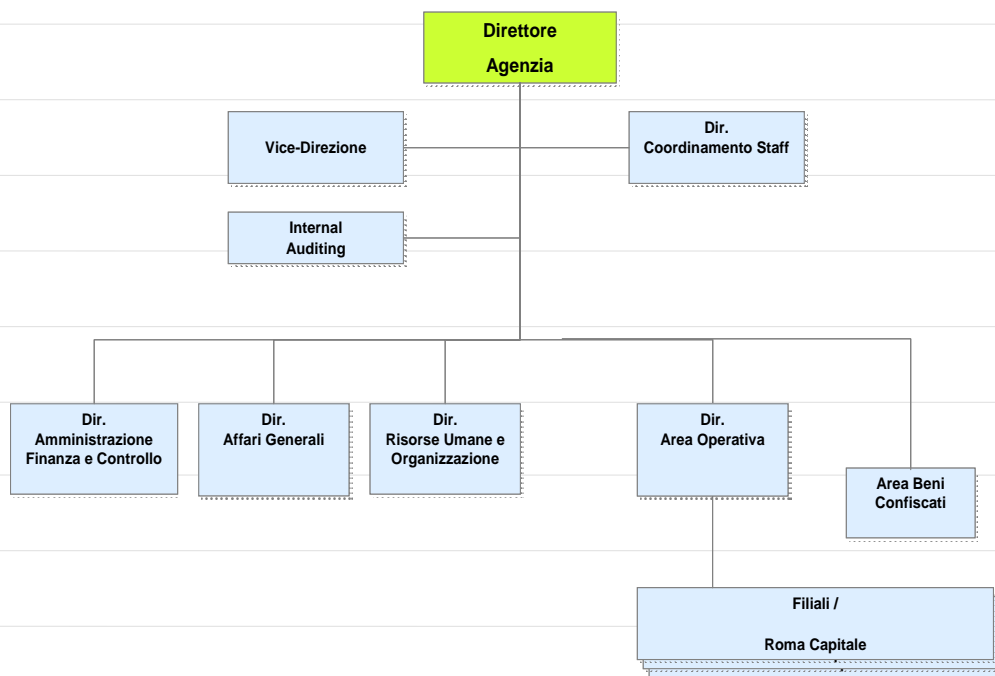 Direttore
Agenzia
Vice-Direzione
Dir.
Coordinamento Staff
Internal
Auditing
Dir.
Amministrazione
Finanza e Controllo
Dir.
Affari Generali
Dir.
Risorse Umane e
Organizzazione
Dir.
Area Operativa
Area Beni
Confiscati
Filiali /
Roma Capitale